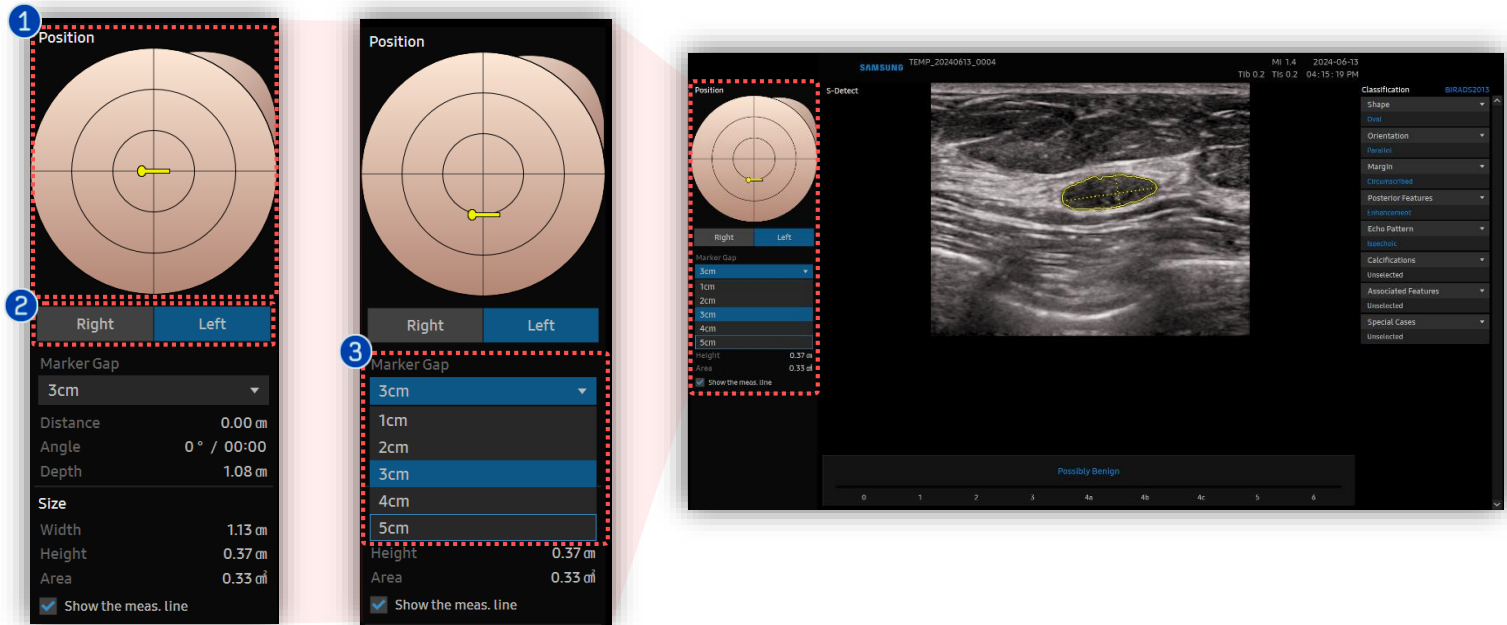 1
Position
2
Right Left
Marker Gap
3cm
Distance 0.00 cm
Angle 0 ° / 00:00
Depth 1.08 cm
Size
Width 1.13 cm
Height 0.37 cm
Area 0.33 cm²
Show the meas. line
Position
Right Left
3
Marker Gap
3cm
1cm
2cm
3cm
4cm
5cm
Height 0.37 cm
Area 0.33 cm²
Show the meas. line
SAMSUNG TEMP_20240613_0004 MI 1.4 2024-06-13
TIb 0.2 TIs 0.2 04:15:19 PM
Position
Right Left
Marker Gap
3cm
1cm
2cm
3cm
4cm
5cm
Height 0.37 cm
Area 0.33 cm²
Show the meas. line
S-Detect
Classification BIRADS2013
Shape
Oval
Orientation
Parallel
Margin
Circumscribed
Posterior Features
Enhancement
Echo Pattern
Isoechoic
Calcifications
Unselected
Associated Features
Unselected
Special Cases
Unselected
Possibly Benign
0 1 2 3 4a 4b 4c 5 6